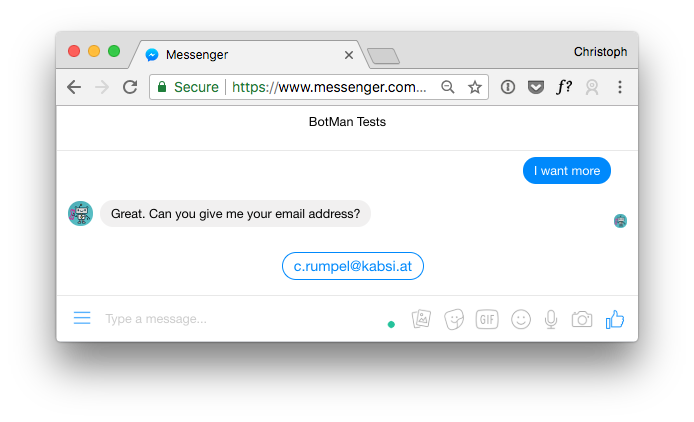 Messenger
Christoph
Secure https://www.messenger.com...
f?
BotMan Tests
I want more
Great. Can you give me your email address?
c.rumpel@kabsi.at
Type a message...
GIF